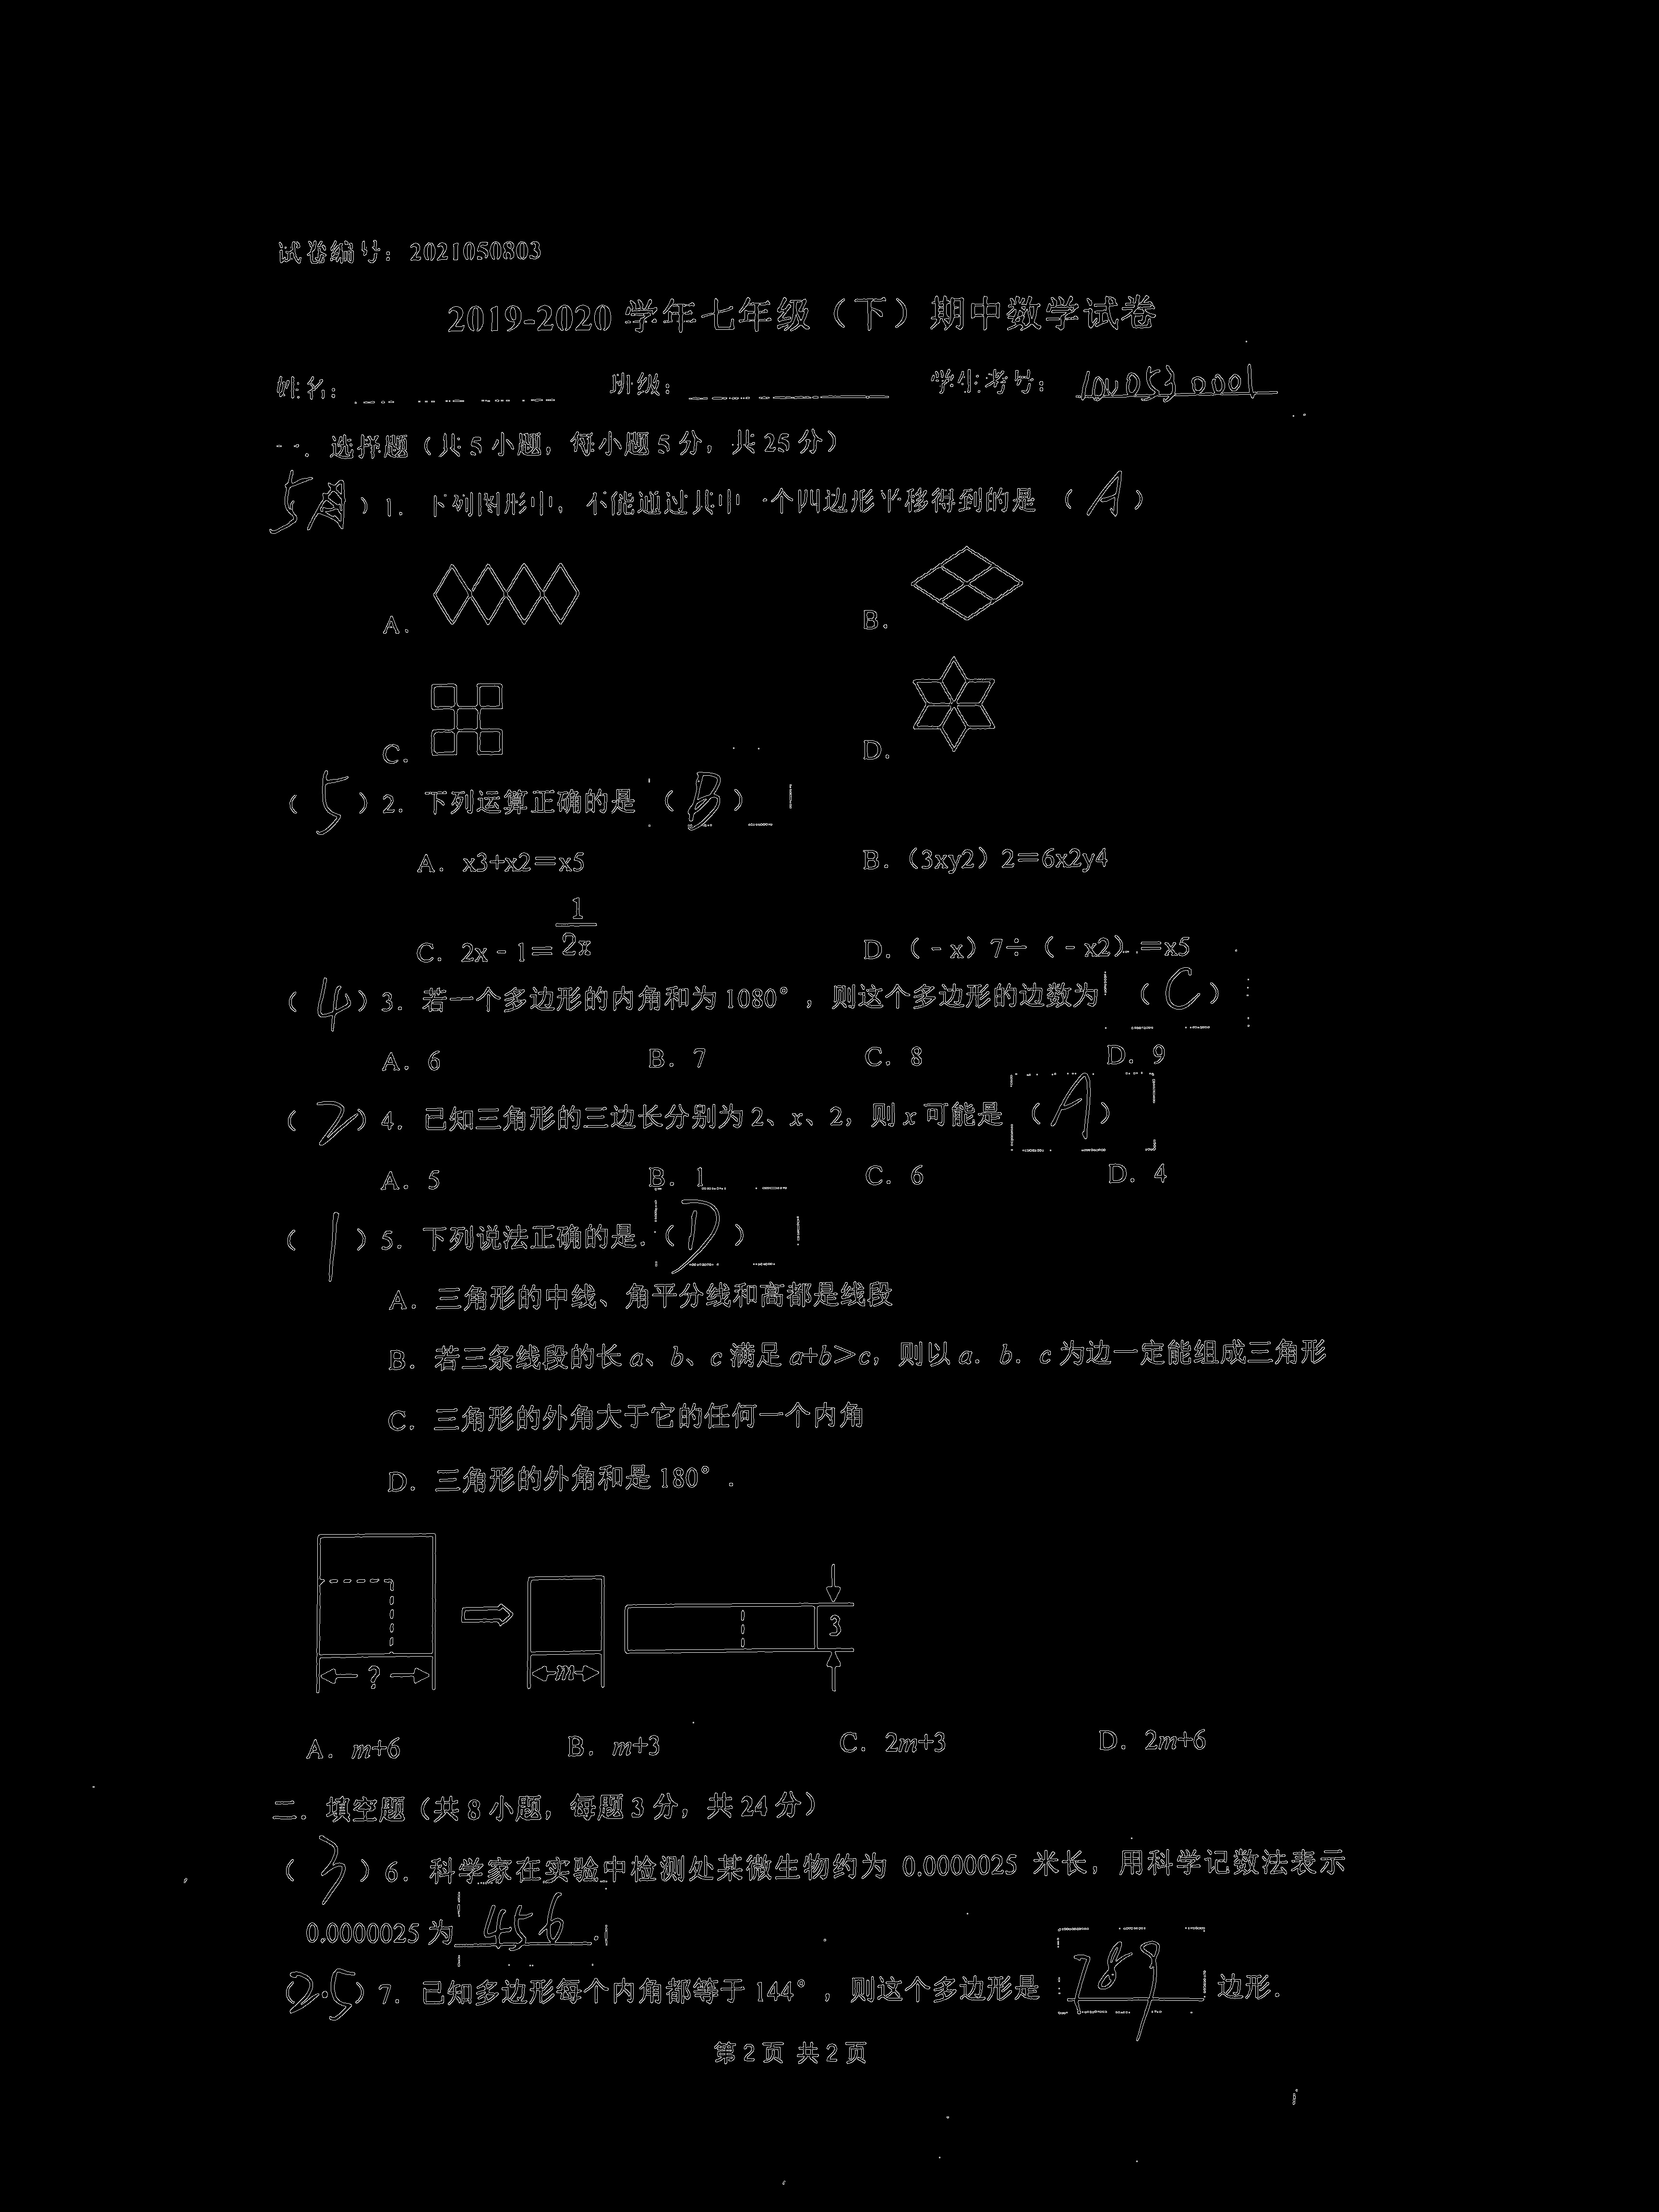 试卷编号：2021050803
2019-2020 学年七年级（下）期中数学试卷
姓名： 班级： 学生考号： 1000530001
一．选择题（共 5 小题，每小题 5 分，共 25 分）
5 ）1．下列图形中，不能通过其中一个四边形平移得到的是 （ A ）
A． B．
C． D．
（ 5 ）2．下列运算正确的是 （ B ）
A．x3+x2＝x5 B．（3xy2）2＝6x2y4
C．2x﹣1＝1/2x D．（﹣x）7÷（﹣x2）＝x5
（ 4 ）3．若一个多边形的内角和为 1080°，则这个多边形的边数为 （ C ）
A．6 B．7 C．8 D．9
（ 2 ）4．已知三角形的三边长分别为 2、x、2，则 x 可能是 （ A ）
A．5 B．1 C．6 D．4
（ 1 ）5．下列说法正确的是.（ D ）
A．三角形的中线、角平分线和高都是线段
B．若三条线段的长 a、b、c 满足 a+b＞c，则以 a．b．c 为边一定能组成三角形
C．三角形的外角大于它的任何一个内角
D．三角形的外角和是 180°．
3
? m
A．m+6 B．m+3 C．2m+3 D．2m+6
二．填空题（共 8 小题，每题 3 分，共 24 分）
（ 3 ）6．科学家在实验中检测处某微生物约为 0.0000025 米长，用科学记数法表示
0.0000025 为 456 .
（2.5）7．已知多边形每个内角都等于 144°，则这个多边形是 789 边形．
第 2 页 共 2 页